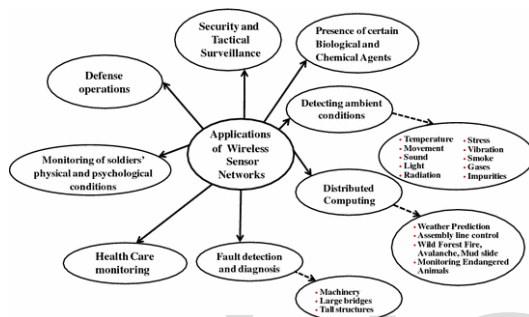 Security and
Tactical
Surveillance
Presence of certain
Biological and
Chemical Agents
Defense
operations
Detecting ambient
conditions
Applications
of Wireless
Sensor
Networks
• Temperature
• Movement
• Sound
• Light
• Radiation
• Stress
• Vibration
• Smoke
• Gases
• Impurities
Monitoring of soldiers'
physical and psychological
conditions
Distributed
Computing
• Weather Prediction
• Assembly line control
• Wild Forest Fire,
Avalanche, Mud slide
• Monitoring Endangered
Animals
Health Care
monitoring
Fault detection
and diagnosis
• Machinery
• Large bridges
• Tall structures